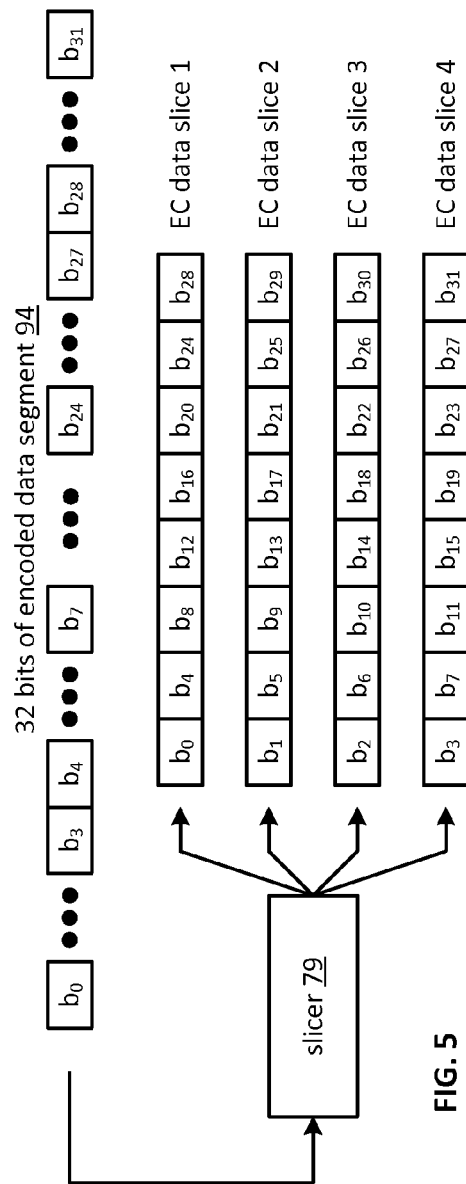 32 bits of encoded data segment 94
b0 ●●● b3 b4 ●●● b7 ●●● b24 ●●● b27 b28 ●●● b31
b0 b4 b8 b12 b16 b20 b24 b28 EC data slice 1
b1 b5 b9 b13 b17 b21 b25 b29 EC data slice 2
slicer 79
b2 b6 b10 b14 b18 b22 b26 b30 EC data slice 3
b3 b7 b11 b15 b19 b23 b27 b31 EC data slice 4
FIG. 5